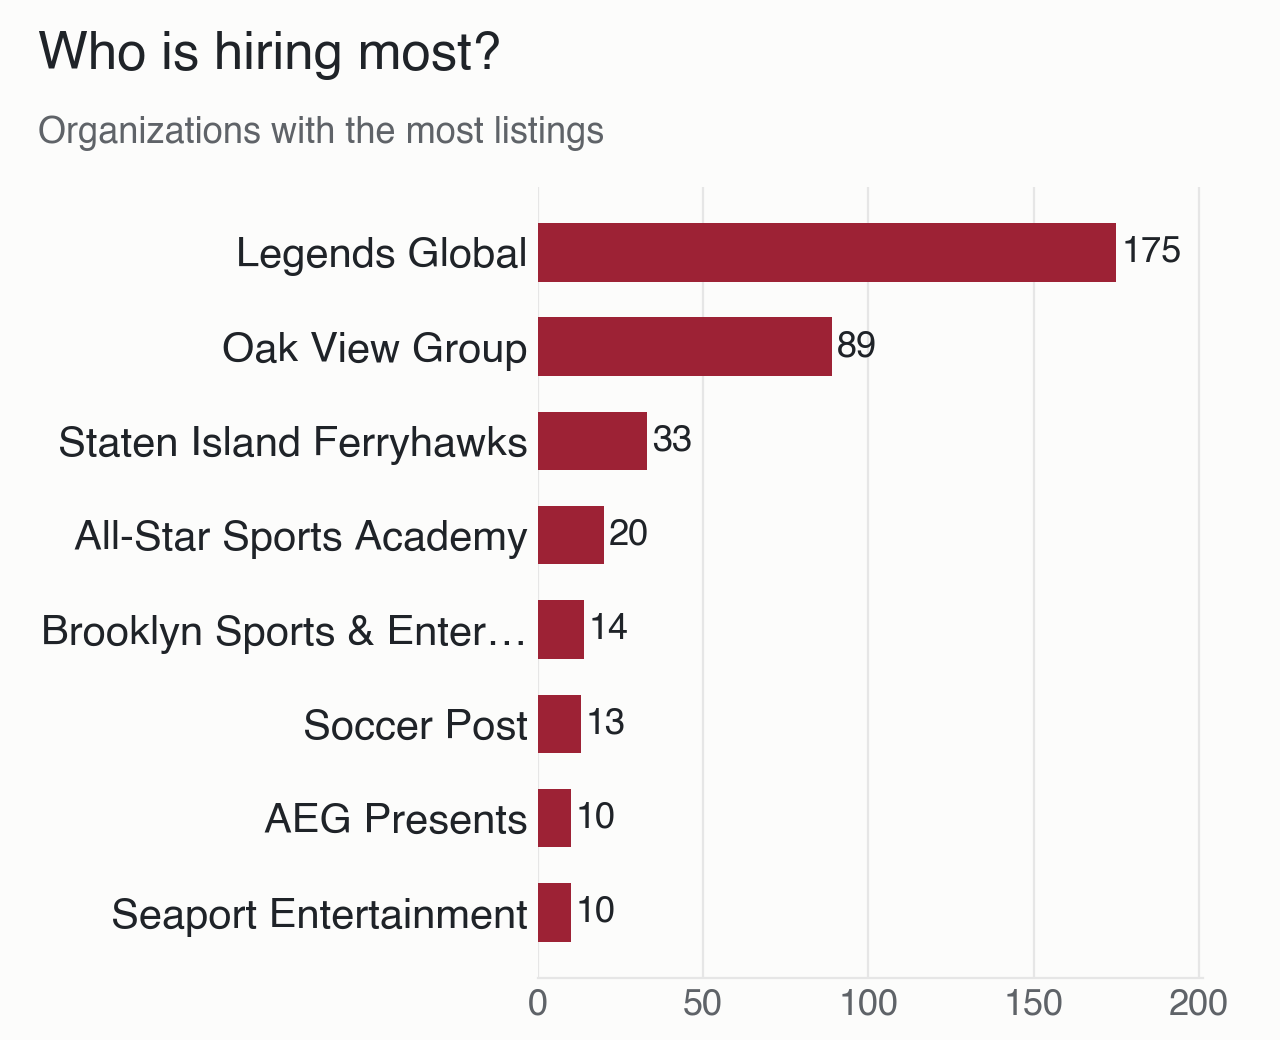 Who is hiring most?
Organizations with the most listings
Legends Global 175
Oak View Group 89
Staten Island Ferryhawks 33
All-Star Sports Academy 20
Brooklyn Sports & Enter… 14
Soccer Post 13
AEG Presents 10
Seaport Entertainment 10
0 50 100 150 200